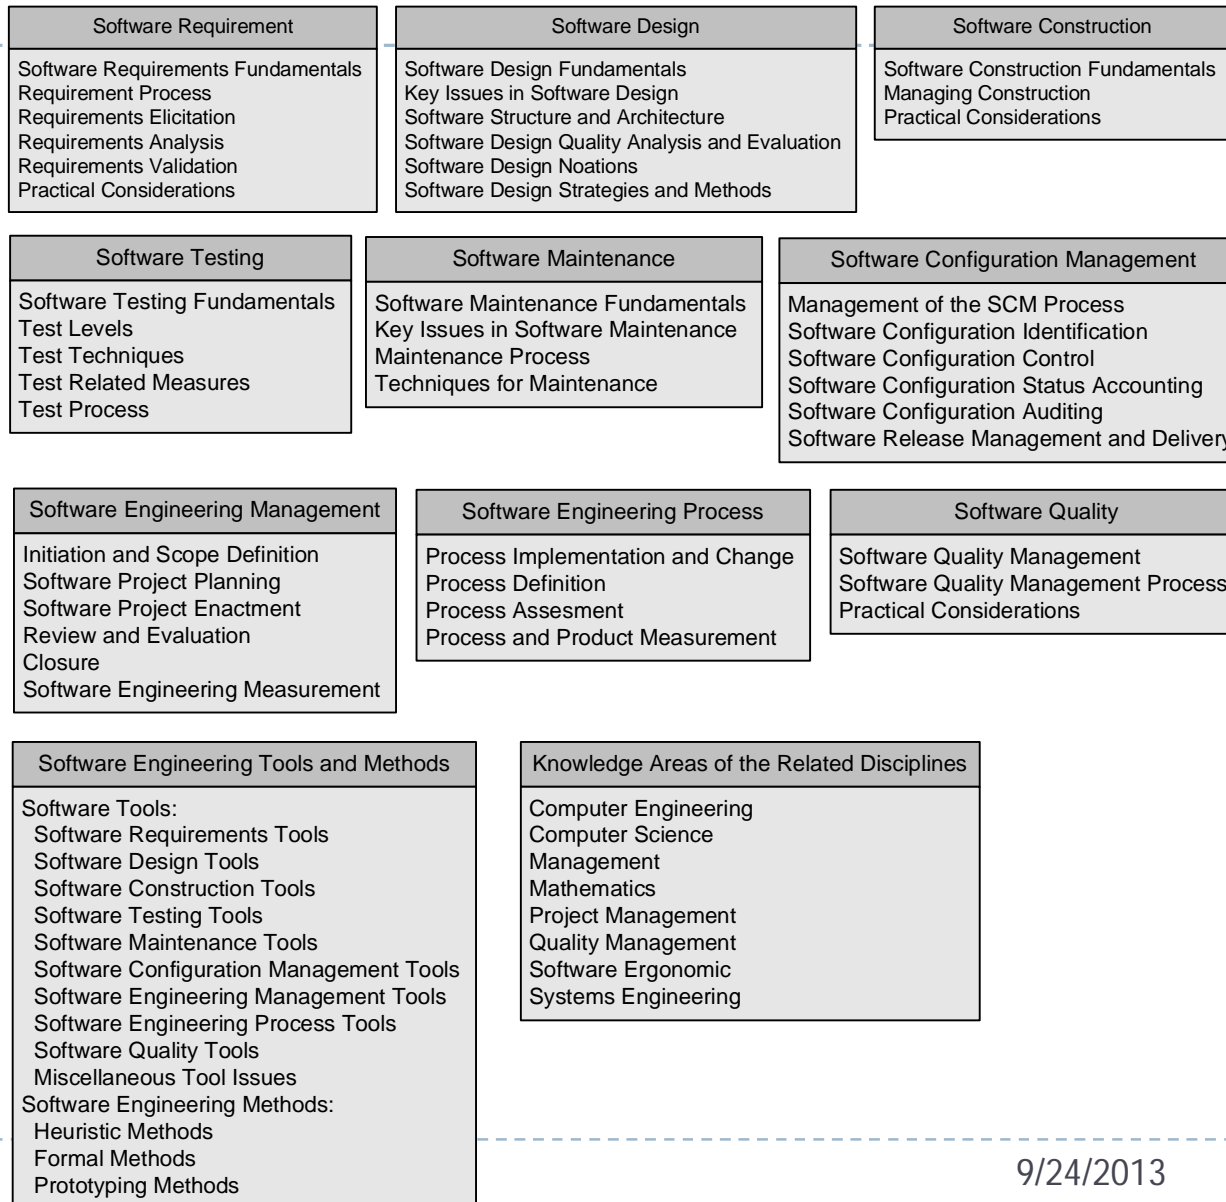 Software Requirement
Software Requirements Fundamentals
Requirement Process
Requirements Elicitation
Requirements Analysis
Requirements Validation
Practical Considerations
Software Design
Software Design Fundamentals
Key Issues in Software Design
Software Structure and Architecture
Software Design Quality Analysis and Evaluation
Software Design Noations
Software Design Strategies and Methods
Software Construction
Software Construction Fundamentals
Managing Construction
Practical Considerations
Software Testing
Software Testing Fundamentals
Test Levels
Test Techniques
Test Related Measures
Test Process
Software Maintenance
Software Maintenance Fundamentals
Key Issues in Software Maintenance
Maintenance Process
Techniques for Maintenance
Software Configuration Management
Management of the SCM Process
Software Configuration Identification
Software Configuration Control
Software Configuration Status Accounting
Software Configuration Auditing
Software Release Management and Delivery
Software Engineering Management
Initiation and Scope Definition
Software Project Planning
Software Project Enactment
Review and Evaluation
Closure
Software Engineering Measurement
Software Engineering Process
Process Implementation and Change
Process Definition
Process Assesment
Process and Product Measurement
Software Quality
Software Quality Management
Software Quality Management Process
Practical Considerations
Software Engineering Tools and Methods
Software Tools:
Software Requirements Tools
Software Design Tools
Software Construction Tools
Software Testing Tools
Software Maintenance Tools
Software Configuration Management Tools
Software Engineering Management Tools
Software Engineering Process Tools
Software Quality Tools
Miscellaneous Tool Issues
Software Engineering Methods:
Heuristic Methods
Formal Methods
Prototyping Methods
Knowledge Areas of the Related Disciplines
Computer Engineering
Computer Science
Management
Mathematics
Project Management
Quality Management
Software Ergonomic
Systems Engineering
9/24/2013